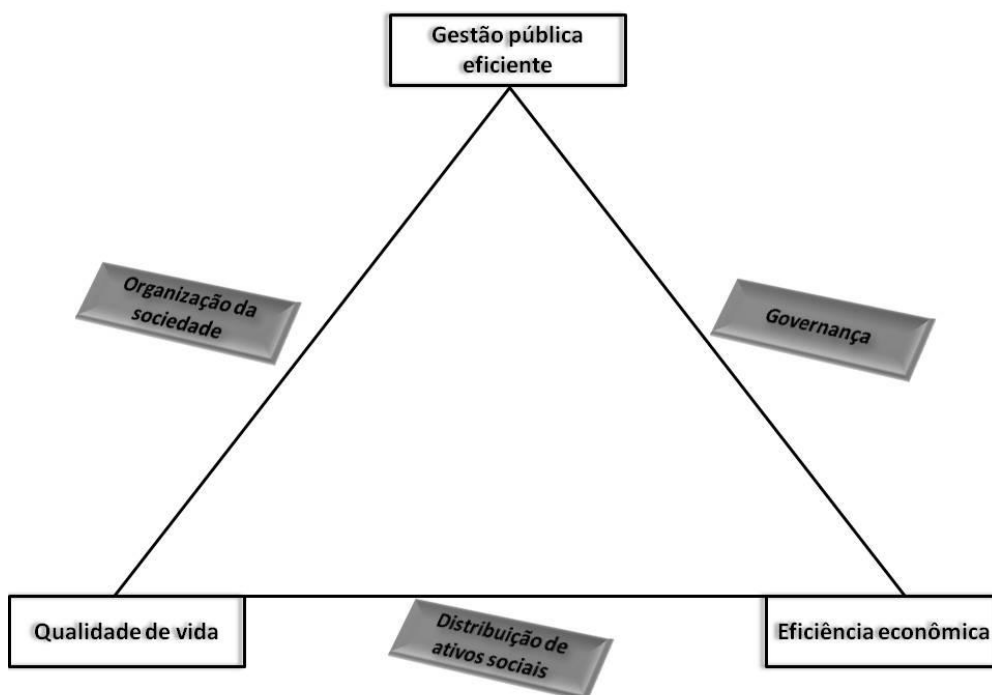 Gestão pública
eficiente
Organização da
sociedade
Governança
Qualidade de vida
Distribuição de
ativos sociais
Eficiência econômica